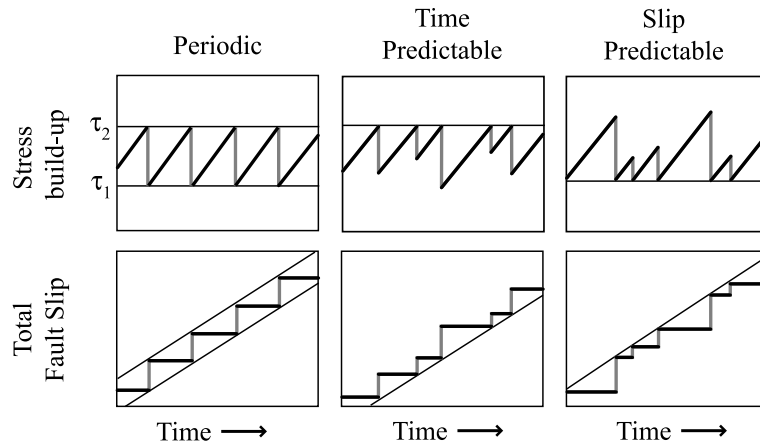 Periodic
Time
Predictable
Slip
Predictable
Stress
build-up
τ2
τ1
Total
Fault Slip
Time
Time
Time